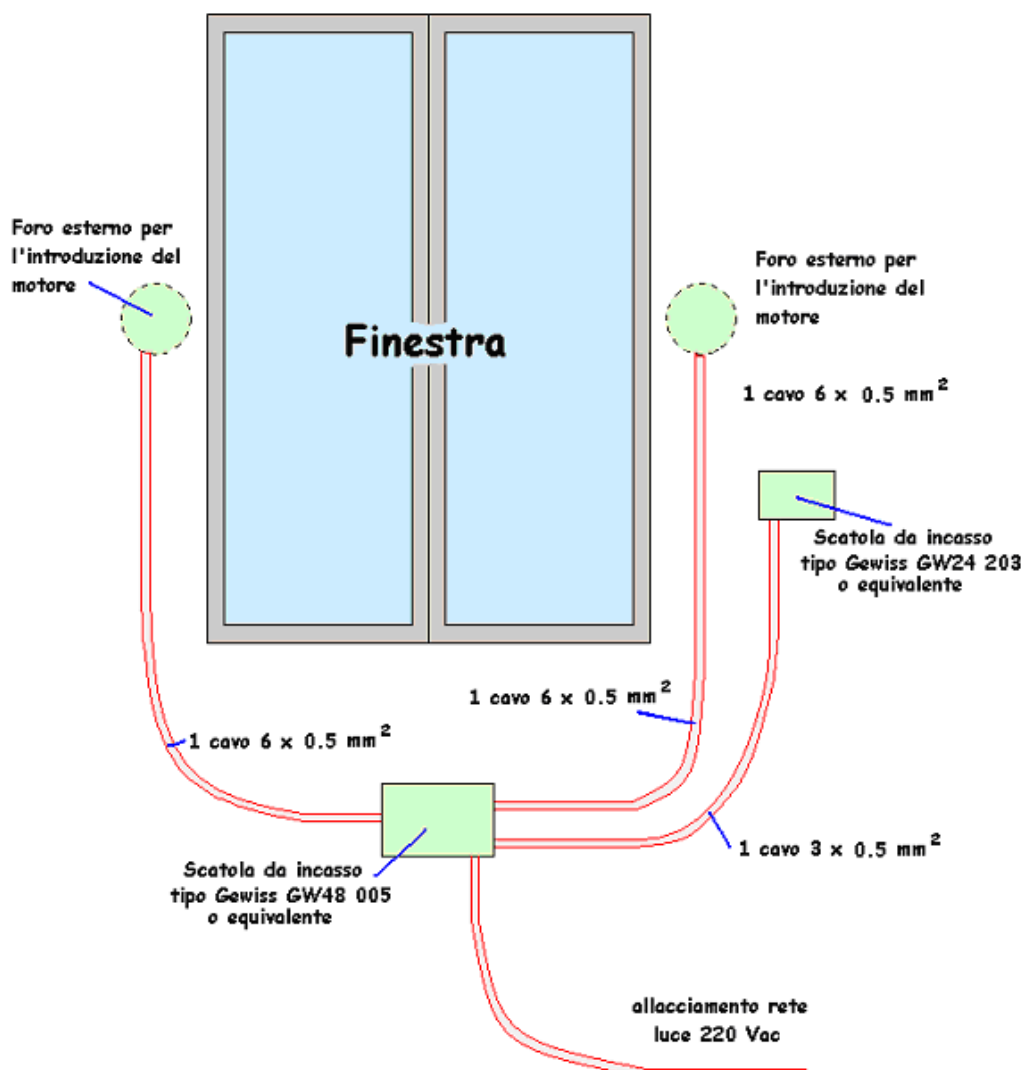 Foro esterno per
l'introduzione del
motore
Finestra
Foro esterno per
l'introduzione del
motore
1 cavo 6 x 0.5 mm²
Scatola da incasso
tipo Gewiss GW24 203
o equivalente
1 cavo 6 x 0.5 mm²
1 cavo 6 x 0.5 mm²
1 cavo 3 x 0.5 mm²
Scatola da incasso
tipo Gewiss GW48 005
o equivalente
allacciamento rete
luce 220 Vac